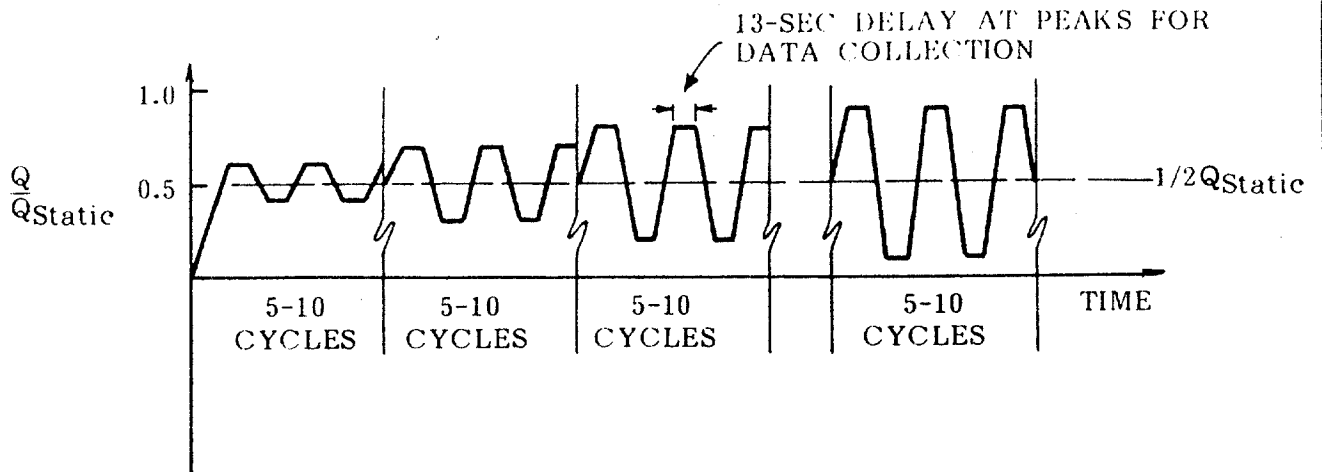 13-SEC DELAY AT PEAKS FOR
DATA COLLECTION
1.0
Q
QStatic
0.5
1/2QStatic
5-10
CYCLES
5-10
CYCLES
5-10
CYCLES
5-10
CYCLES
TIME